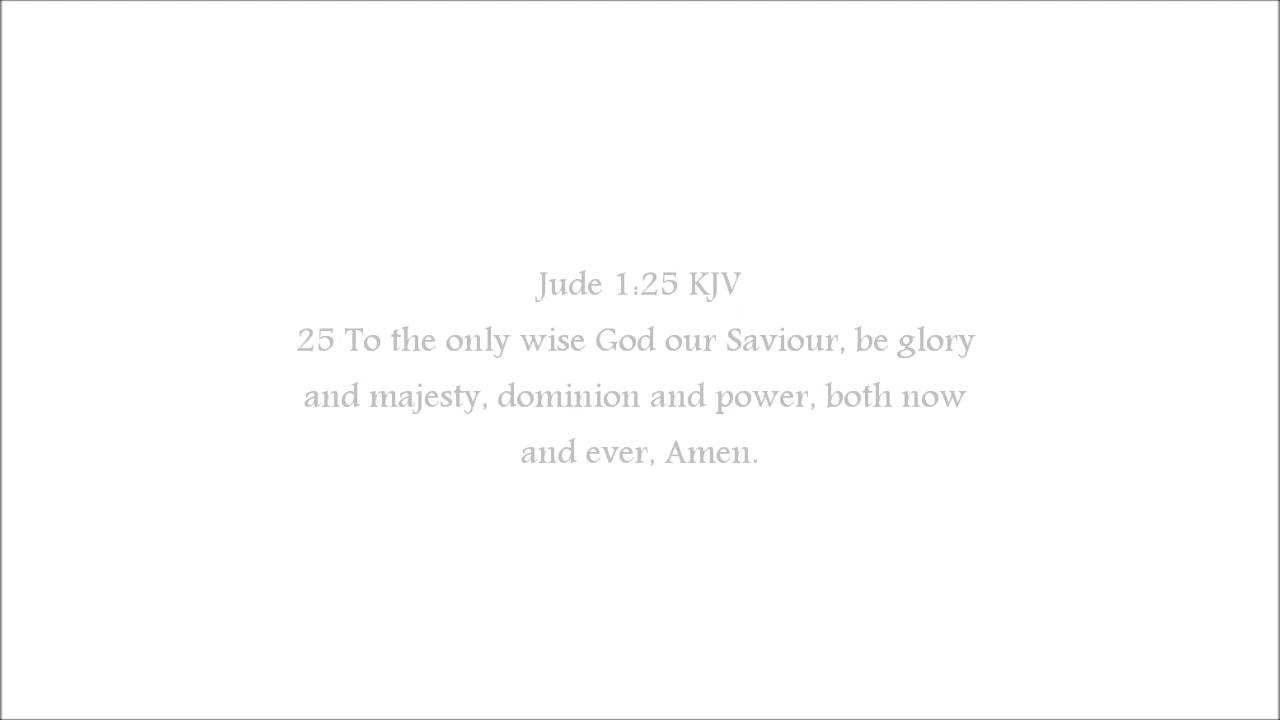 Jude 1:25 KJV
25 To the only wise God our Saviour, be glory
and majesty, dominion and power, both now
and ever, Amen.